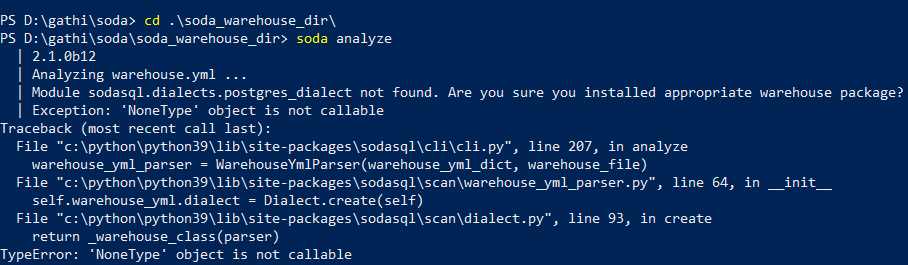 PS D:\gathi\soda> cd .\soda_warehouse_dir\
PS D:\gathi\soda\soda_warehouse_dir> soda analyze
  | 2.1.0b12
  | Analyzing warehouse.yml ...
  | Module sodasql.dialects.postgres_dialect not found. Are you sure you installed appropriate warehouse package?
  | Exception: 'NoneType' object is not callable
Traceback (most recent call last):
  File "c:\python\python39\lib\site-packages\sodasql\cli\cli.py", line 207, in analyze
    warehouse_yml_parser = WarehouseYmlParser(warehouse_yml_dict, warehouse_file)
  File "c:\python\python39\lib\site-packages\sodasql\scan\warehouse_yml_parser.py", line 64, in __init__
    self.warehouse_yml.dialect = Dialect.create(self)
  File "c:\python\python39\lib\site-packages\sodasql\scan\dialect.py", line 93, in create
    return _warehouse_class(parser)
TypeError: 'NoneType' object is not callable